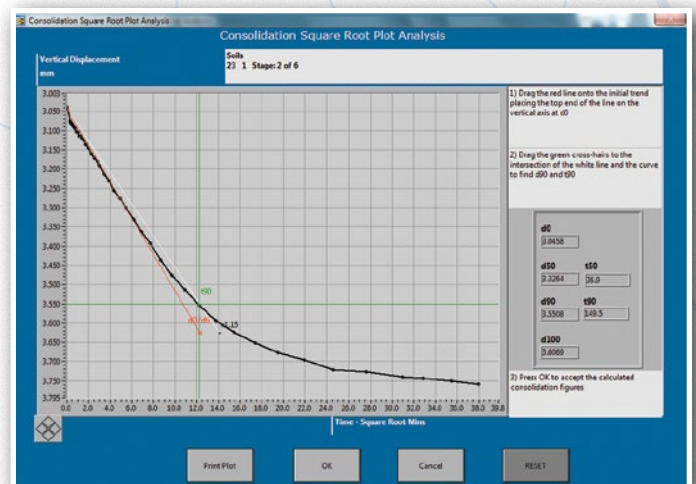 Consolidation Square Root Plot Analysis
Consolidation Square Root Plot Analysis
Vertical Displacement
mm
Soils
23 1 Stage: 2 of 6
1) Drag the red line onto the initial trend
placing the top end of the line on the
vertical axis at d0
2) Drag the green cross-hairs to the
intersection of the white line and the curve
to find d90 and t90
3.003
3.050
3.100
3.150
3.200
3.250
3.300
3.350
3.400
3.450
3.500
3.550
3.600
3.650
3.700
3.750
3.795
t90
x1.15
0.0 2.0 4.0 6.0 8.0 10.0 12.0 14.0 16.0 18.0 20.0 22.0 24.0 26.0 28.0 30.0 32.0 34.0 36.0 38.0 39.8
d0
3.0458
d50 t50
3.3264 36.9
d90 t90
3.5508 149.5
d100
3.6069
3) Press OK to accept the calculated
consolidation figures
Time - Square Root Mins
Print Plot OK Cancel RESET